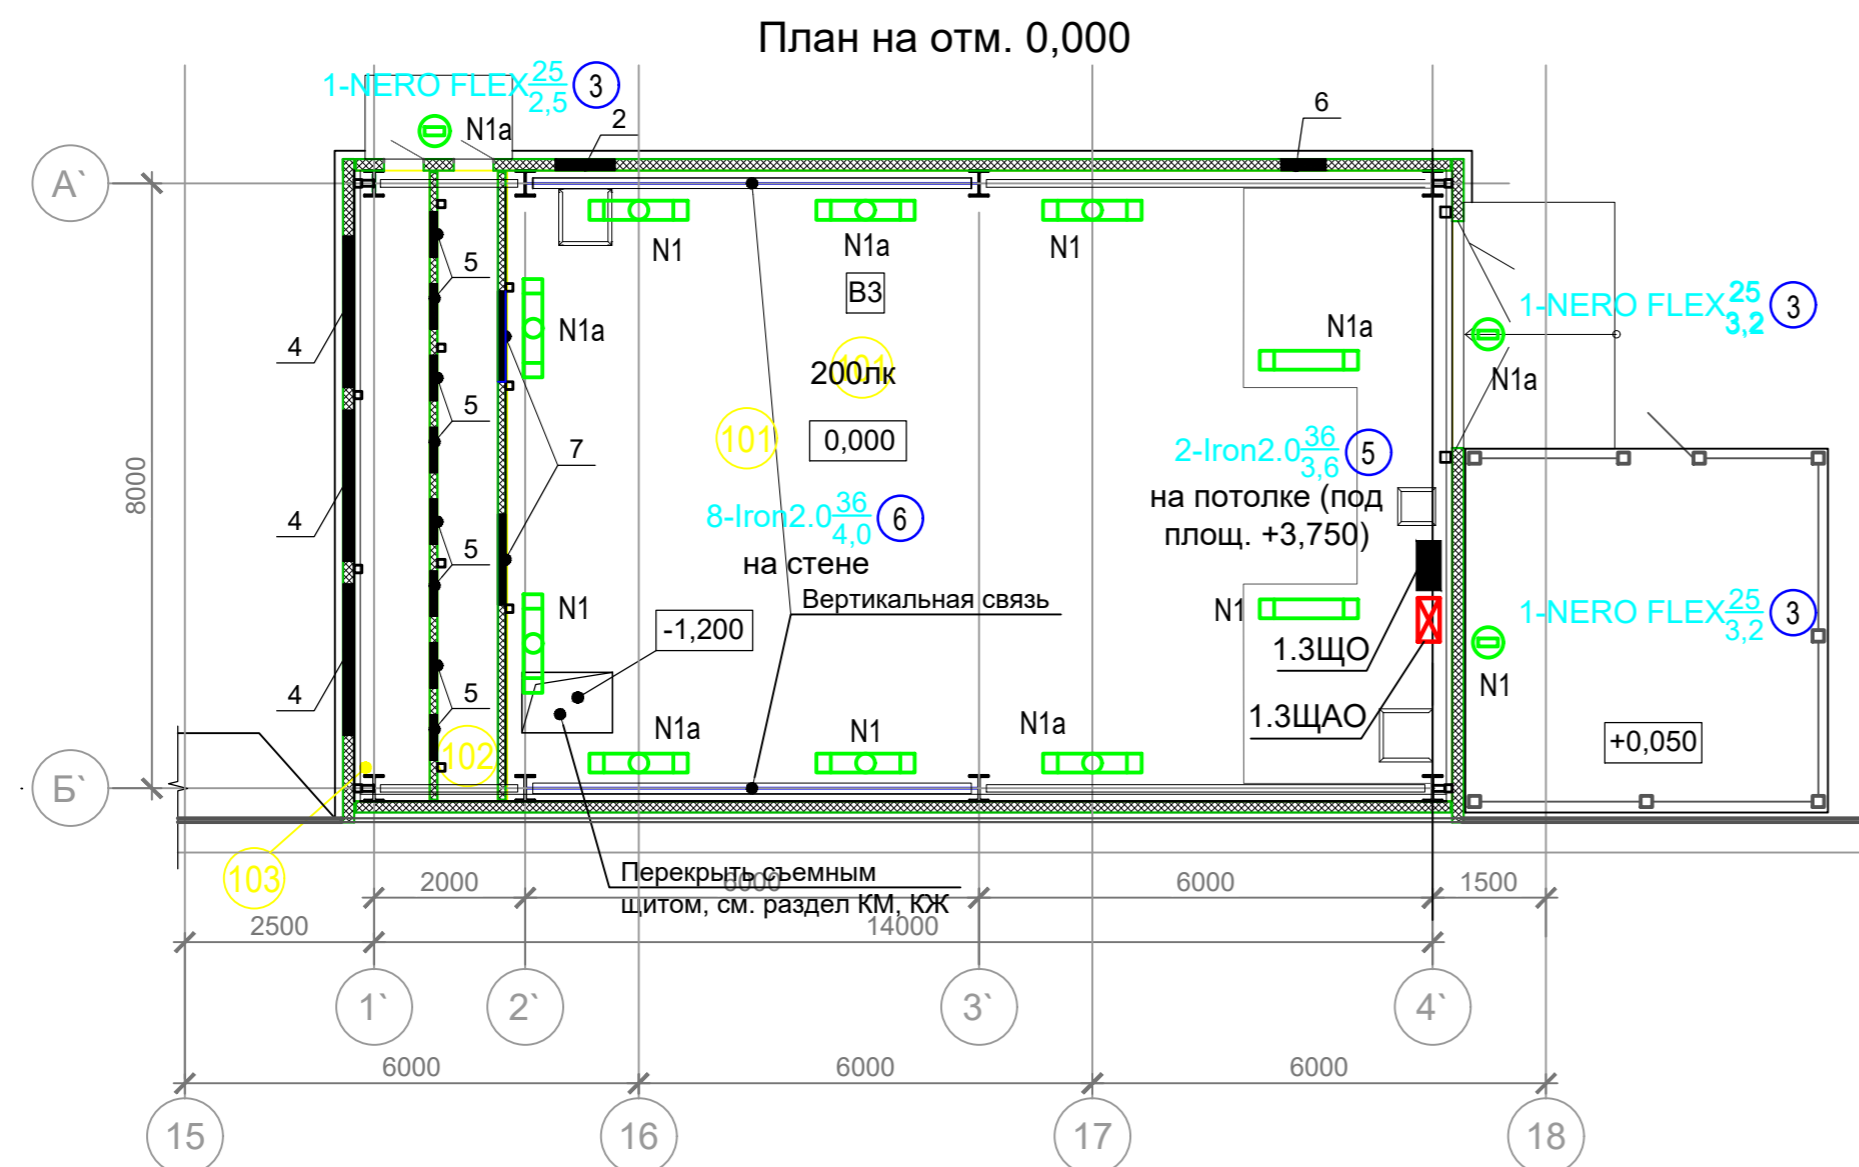 План на отм. 0,000
1-NERO FLEX 25/2,5 3
N1a
2
6
А`
N1
N1a
N1
В3
5
4
N1a
7
N1a
1-NERO FLEX 25/3,2 3
N1a
101
200лк
101
0,000
5
8000
2-Iron2.0 36/3,6 5
на потолке (под
площ. +3,750)
8-Iron2.0 36/4,0 6
на стене
4
5
Вертикальная связь
N1
-1,200
N1
1-NERO FLEX 25/3,2 3
1.3ЩО
N1
4
5
1.3ЩАО
N1a
N1
N1a
+0,050
102
Б`
103
Перекрыть съемным
щитом, см. раздел КМ, КЖ
2000
6000
6000
1500
2500
14000
1`
2`
3`
4`
6000
6000
6000
15
16
17
18